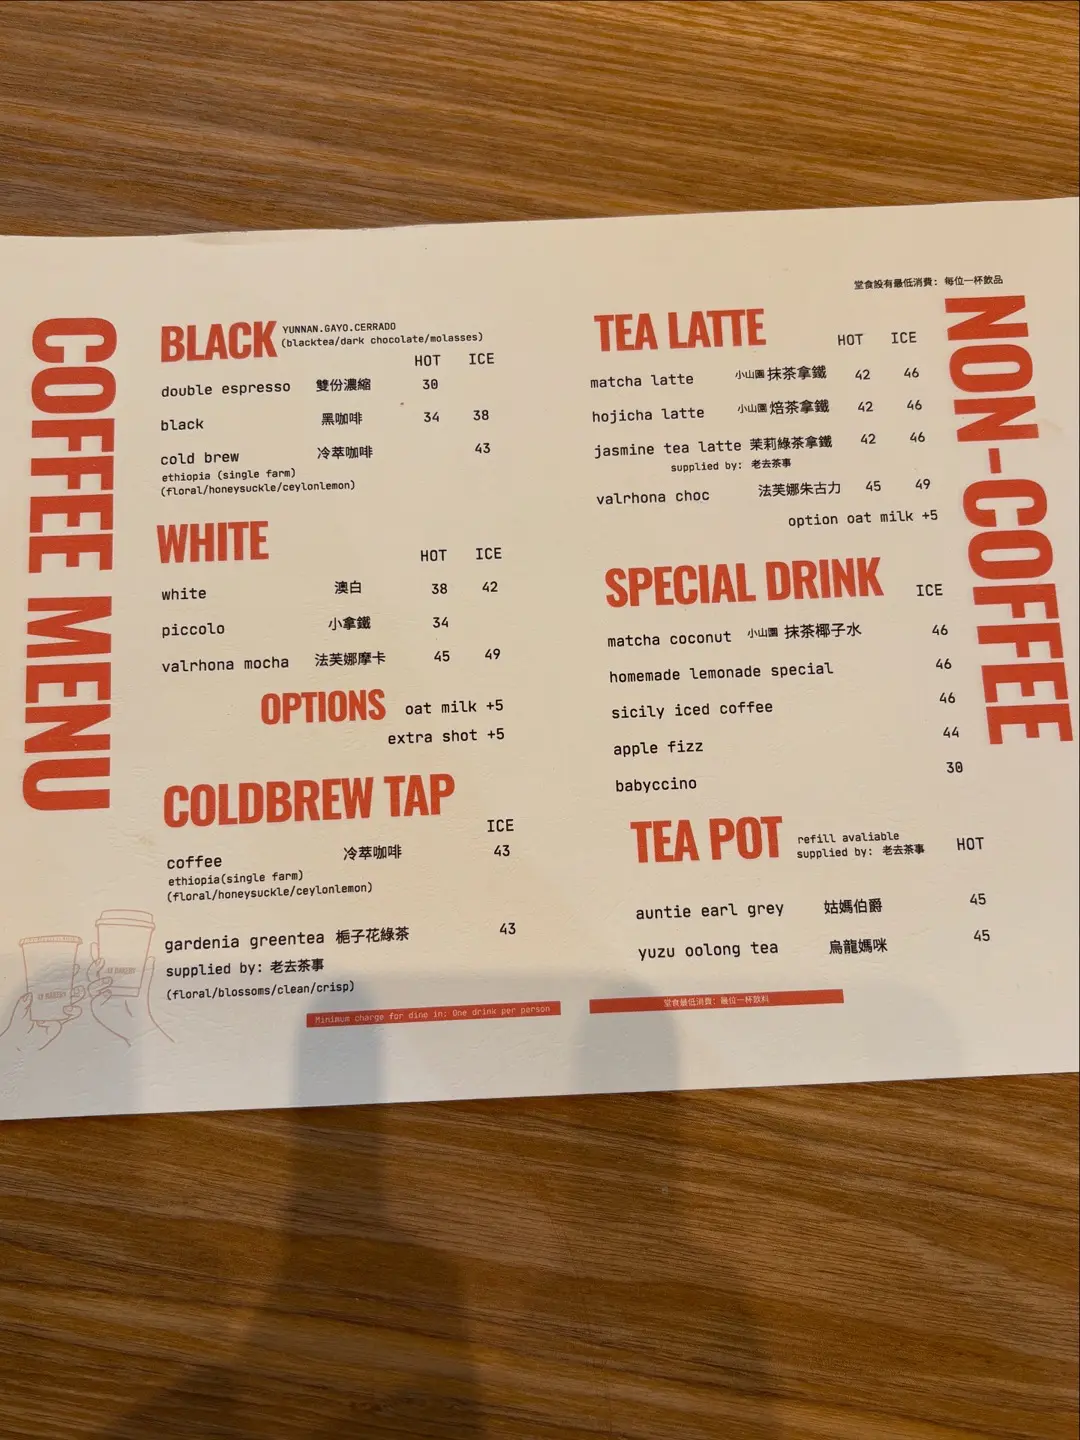 COFFEE MENU
BLACK YUNNAN.GAYO.CERRADO
(blacktea/dark chocolate/molasses)
HOT ICE
double espresso 雙份濃縮 30
black 黑咖啡 34 38
cold brew 冷萃咖啡 43
ethiopia (single farm)
(floral/honeysuckle/ceylonlemon)
WHITE
HOT ICE
white 澳白 38 42
piccolo 小拿鐵 34
valrhona mocha 法芙娜摩卡 45 49
OPTIONS oat milk +5
extra shot +5
COLDBREW TAP
ICE
coffee 冷萃咖啡 43
ethiopia(single farm)
(floral/honeysuckle/ceylonlemon)
gardenia greentea 梔子花綠茶 43
supplied by: 老去茶事
(floral/blossoms/clean/crisp)
Minimum charge for dine in: One drink per person
堂食設有最低消費: 每位一杯飲品
NON-COFFEE
TEA LATTE
HOT ICE
matcha latte 小山園 抹茶拿鐵 42 46
hojicha latte 小山園 焙茶拿鐵 42 46
jasmine tea latte 茉莉綠茶拿鐵 42 46
supplied by: 老去茶事
valrhona choc 法芙娜朱古力 45 49
option oat milk +5
SPECIAL DRINK
ICE
matcha coconut 小山園 抹茶椰子水 46
homemade lemonade special 46
sicily iced coffee 46
apple fizz 44
babyccino 30
TEA POT refill avaliable
supplied by: 老去茶事
HOT
auntie earl grey 姑媽伯爵 45
yuzu oolong tea 烏龍媽咪 45
堂食最低消費: 每位一杯飲料